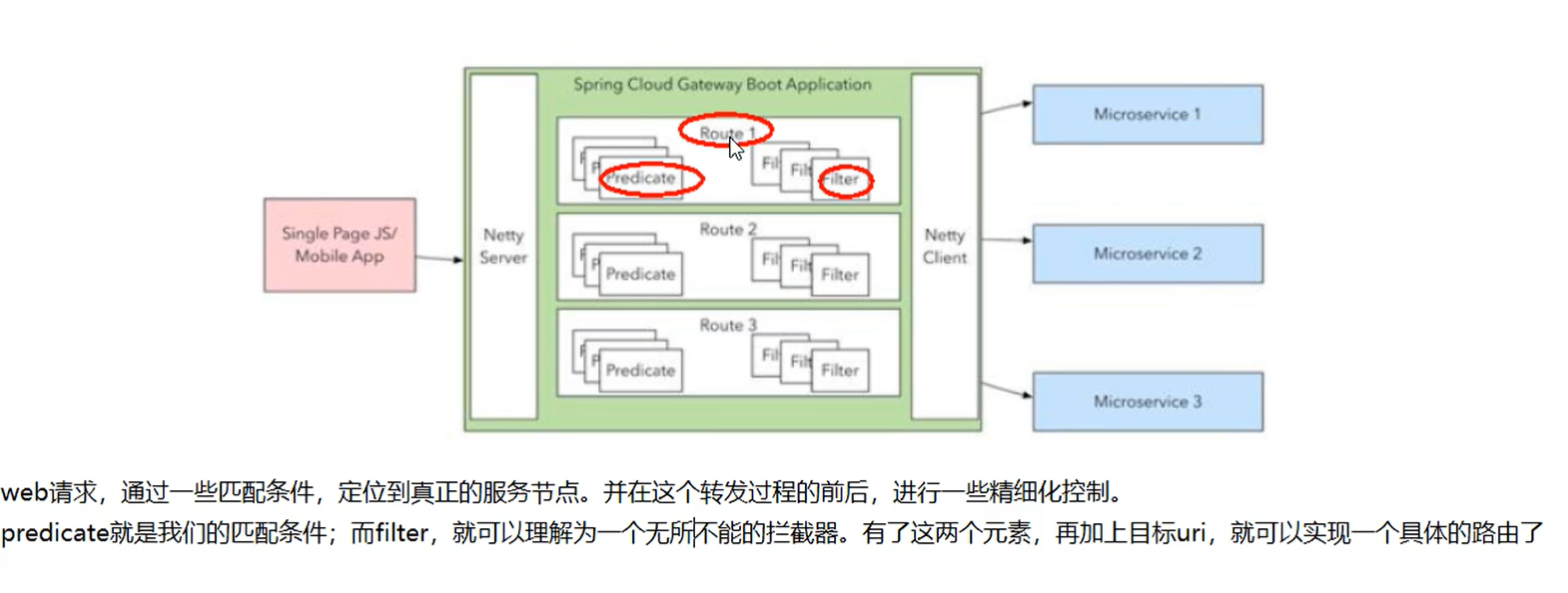 Spring Cloud Gateway Boot Application
Single Page JS/
Mobile App
Netty
Server
Route 1
Predicate
Fil
Filt
Filter
Route 2
Predicate
Fil
Filt
Filter
Route 3
Predicate
Fil
Filt
Filter
Netty
Client
Microservice 1
Microservice 2
Microservice 3
web请求，通过一些匹配条件，定位到真正的服务节点。并在这个转发过程的前后，进行一些精细化控制。
predicate就是我们的匹配条件；而filter，就可以理解为一个无所不能的拦截器。有了这两个元素，再加上目标uri，就可以实现一个具体的路由了